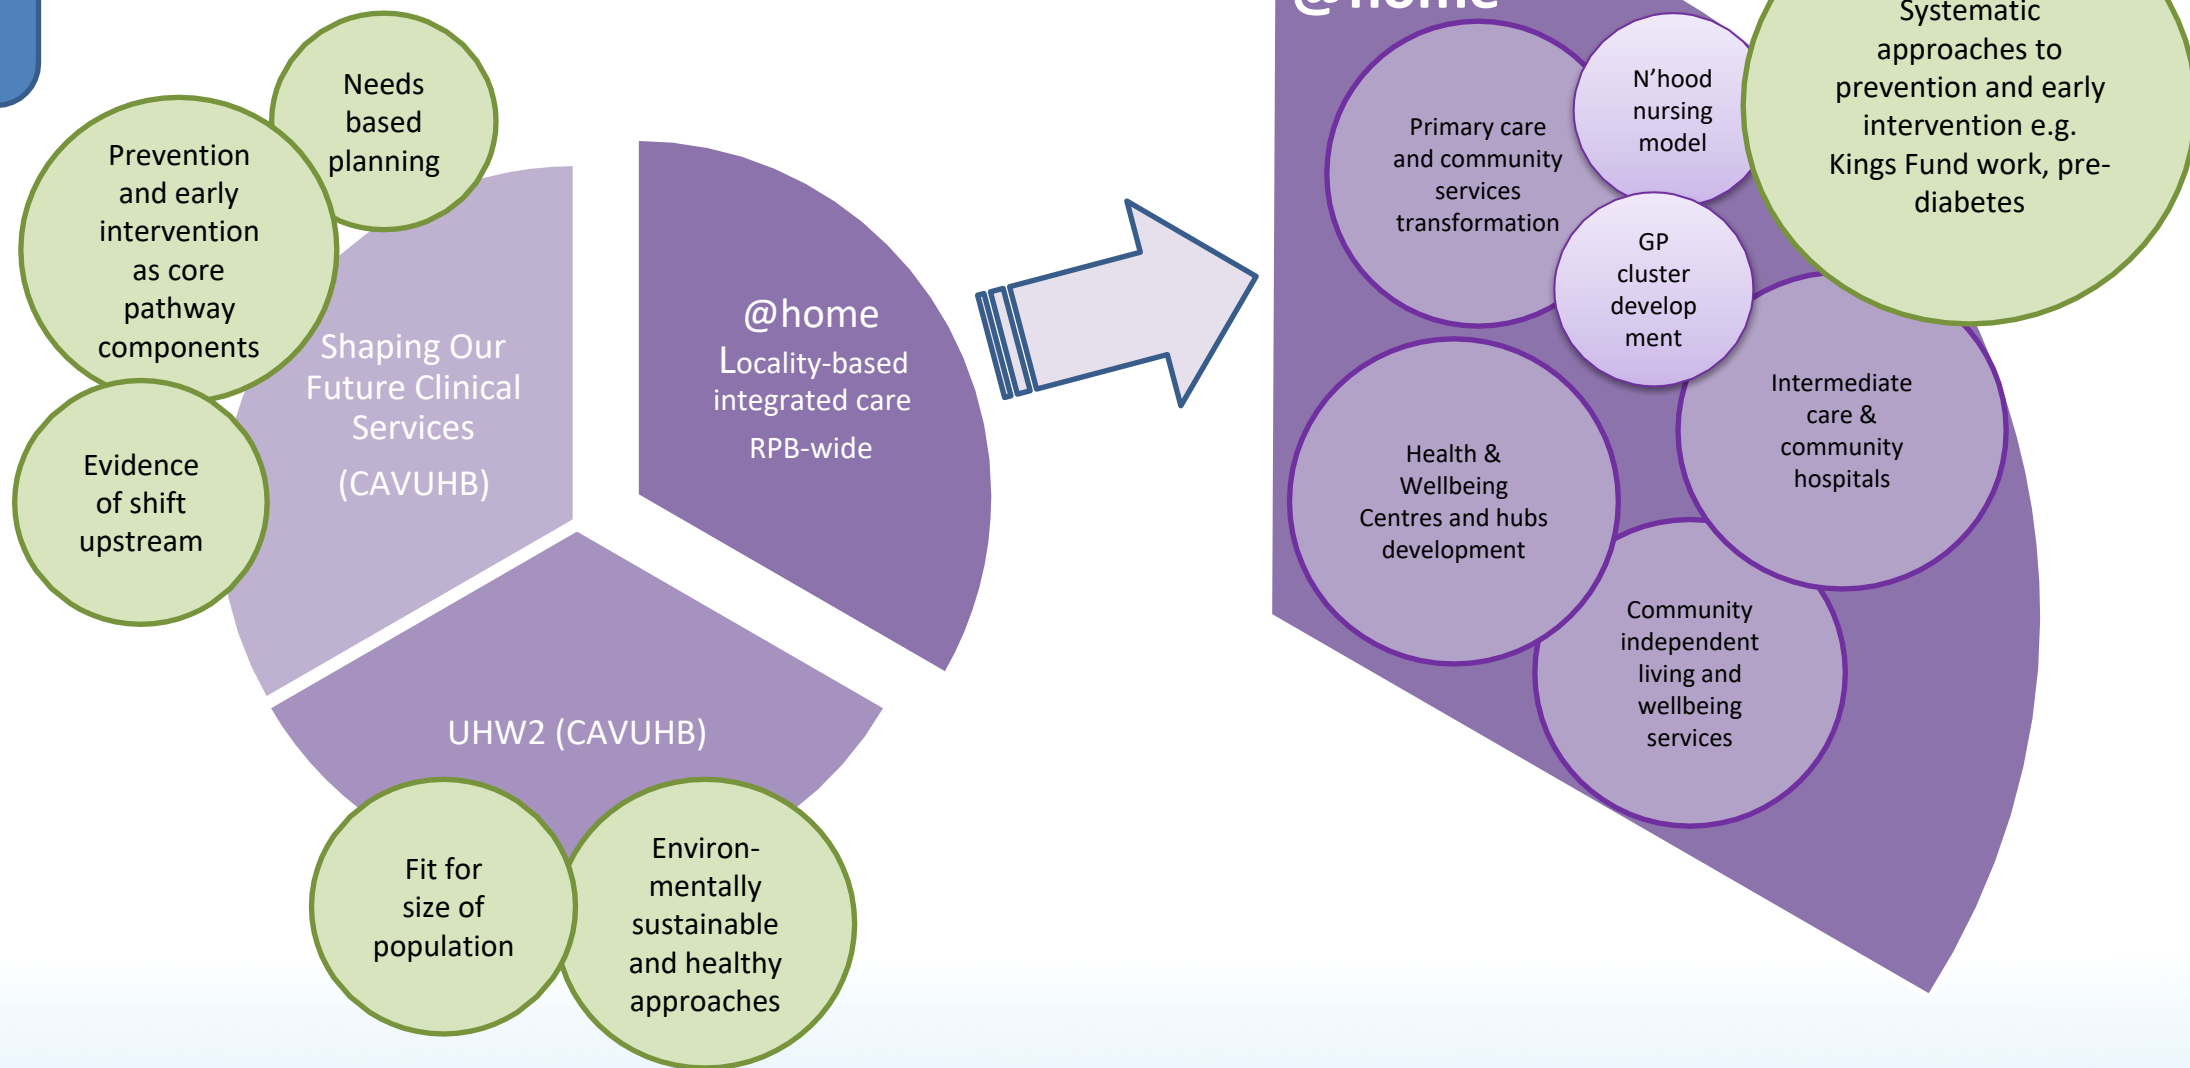 Needs
based
planning
Prevention
and early
intervention
as core
pathway
components
Evidence
of shift
upstream
Shaping Our
Future Clinical
Services
(CAVUHB)
@home
Locality-based
integrated care
RPB-wide
UHW2 (CAVUHB)
Fit for
size of
population
Environ-
mentally
sustainable
and healthy
approaches
@home
Primary care
and community
services
transformation
N'hood
nursing
model
GP
cluster
develop
ment
Systematic
approaches to
prevention and early
intervention e.g.
Kings Fund work, pre-
diabetes
Health &
Wellbeing
Centres and hubs
development
Intermediate
care &
community
hospitals
Community
independent
living and
wellbeing
services